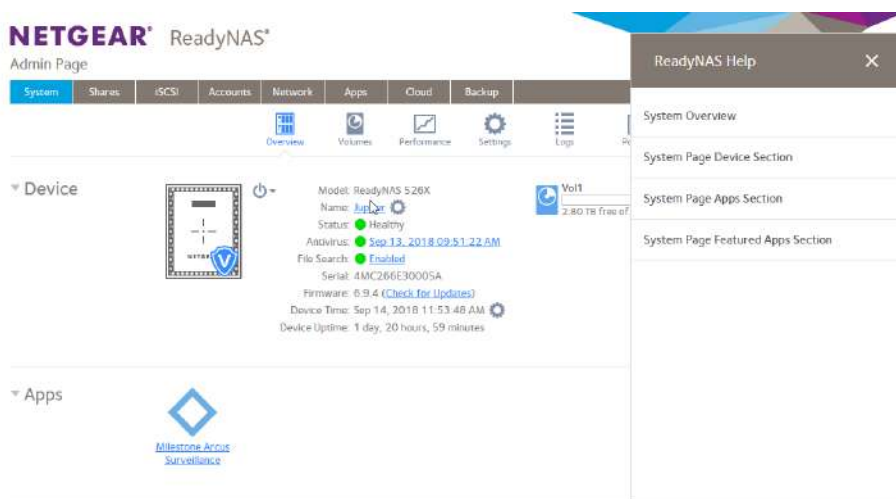 NETGEAR® ReadyNAS®
Admin Page
ReadyNAS Help
System Shares iSCSI Accounts Network Apps Cloud Backup
Overview Volumes Performance Settings Logs
System Overview
System Page Device Section
System Page Apps Section
System Page Featured Apps Section
Device
Model: ReadyNAS 526X
Name: Jupiter
Status: Healthy
Antivirus: Sep 13, 2018 09:51:22 AM
File Search: Enabled
Serial: 4MC266E30005A
Firmware: 6.9.4 (Check for Updates)
Device Time: Sep 14, 2018 11:53:48 AM
Device Uptime: 1 day, 20 hours, 59 minutes
Vol1
2.80 TB free of
Apps
Milestone Arcus
Surveillance